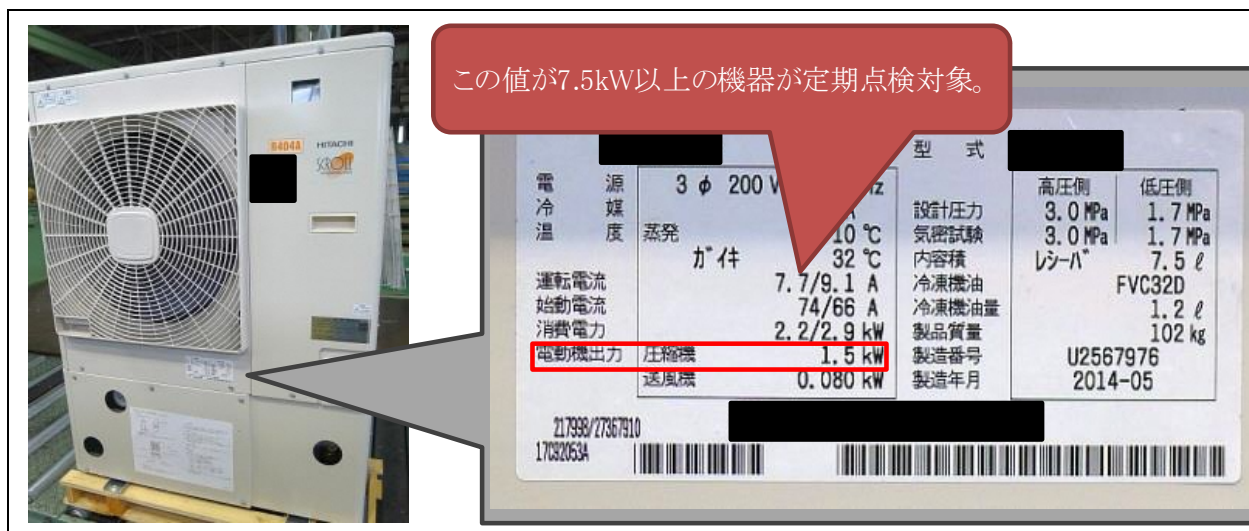 この値が7.5kW以上の機器が定期点検対象。
R404A
HITACHI
SCROLL
型 式
電 源 3φ 200 V
冷 媒
温 度 蒸発 10 ℃
ガイキ 32 ℃
運転電流 7.7/9.1 A
始動電流 74/66 A
消費電力 2.2/2.9 kW
電動機出力 圧縮機 1.5 kW
送風機 0.080 kW
高圧側 低圧側
設計圧力 3.0 MPa 1.7 MPa
気密試験 3.0 MPa 1.7 MPa
内容積 レシーバ 7.5 ℓ
冷凍機油 FVC32D
冷凍機油量 1.2 ℓ
製品質量 102 kg
製造番号 U2567976
製造年月 2014-05
217998/27367910
17C92053A